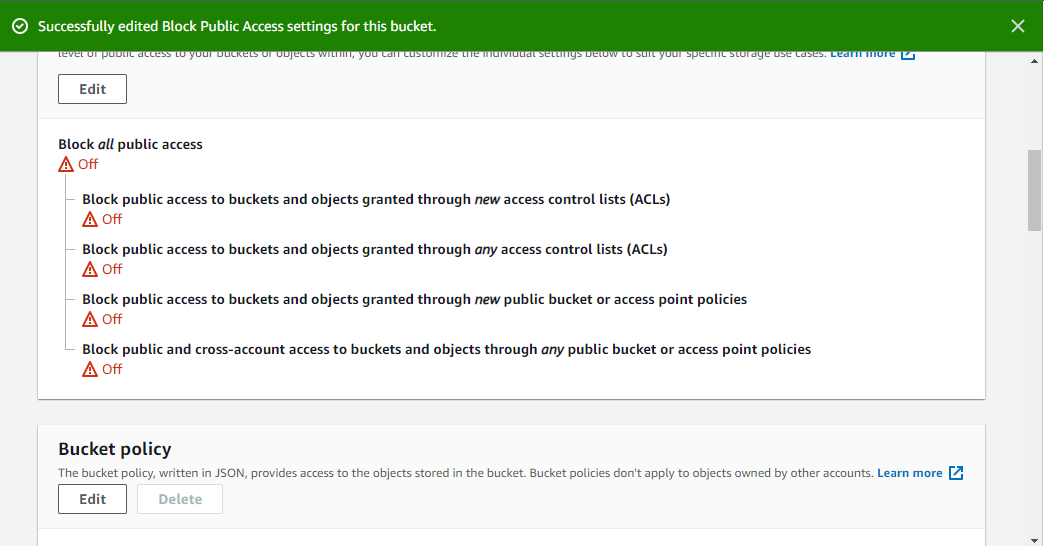 Successfully edited Block Public Access settings for this bucket.
level of public access to your buckets or objects within, you can customize the individual settings below to suit your specific storage use cases. Learn more
Edit
Block all public access
Off
Block public access to buckets and objects granted through new access control lists (ACLs)
Off
Block public access to buckets and objects granted through any access control lists (ACLs)
Off
Block public access to buckets and objects granted through new public bucket or access point policies
Off
Block public and cross-account access to buckets and objects through any public bucket or access point policies
Off
Bucket policy
The bucket policy, written in JSON, provides access to the objects stored in the bucket. Bucket policies don't apply to objects owned by other accounts. Learn more
Edit Delete